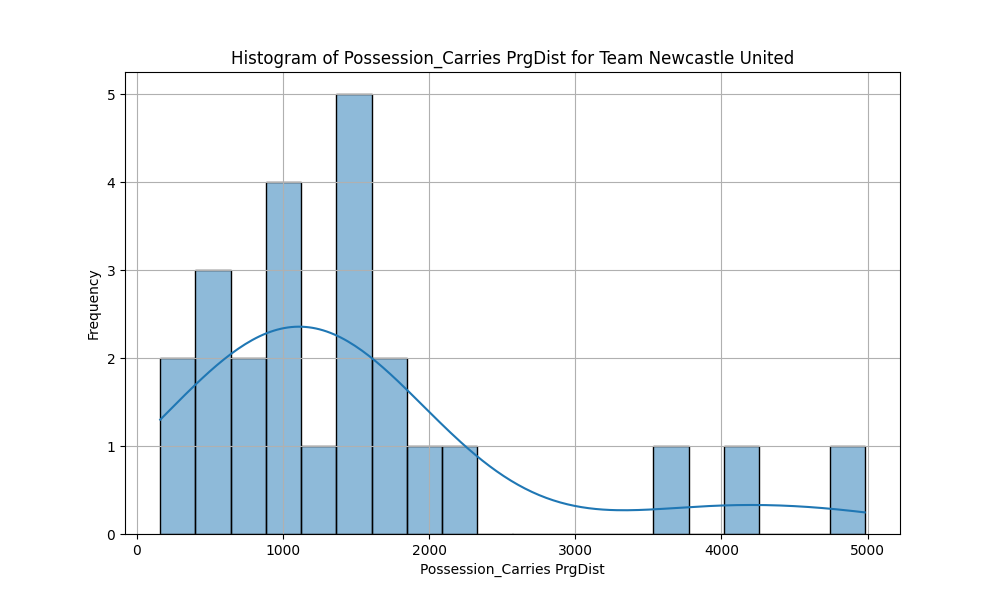 Histogram of Possession_Carries PrgDist for Team Newcastle United
Frequency
5
4
3
2
1
0
0 1000 2000 3000 4000 5000
Possession_Carries PrgDist